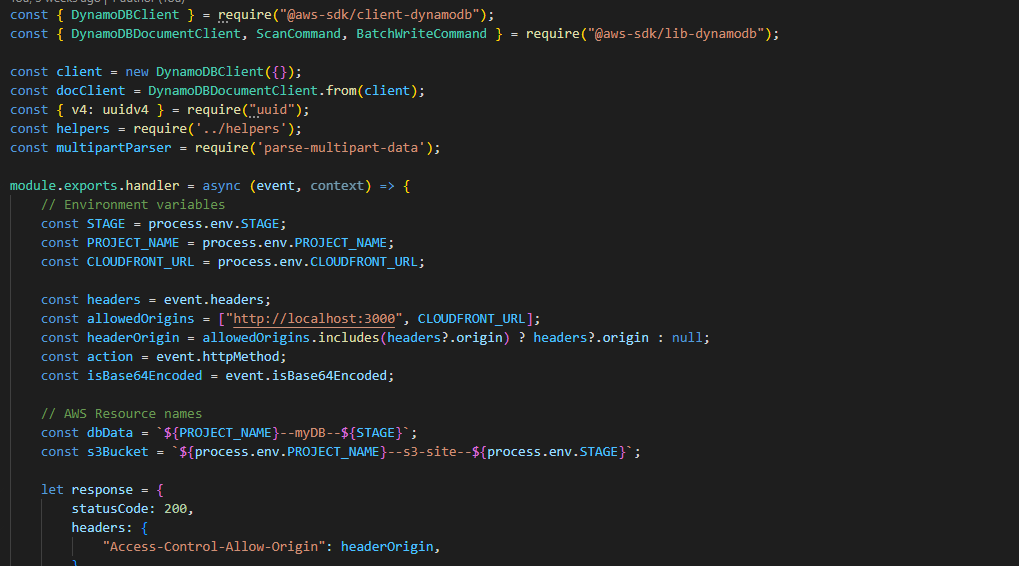 const { DynamoDBClient } = require("@aws-sdk/client-dynamodb");
const { DynamoDBDocumentClient, ScanCommand, BatchWriteCommand } = require("@aws-sdk/lib-dynamodb");

const client = new DynamoDBClient({});
const docClient = DynamoDBDocumentClient.from(client);
const { v4: uuidv4 } = require("uuid");
const helpers = require('../helpers');
const multipartParser = require('parse-multipart-data');

module.exports.handler = async (event, context) => {
    // Environment variables
    const STAGE = process.env.STAGE;
    const PROJECT_NAME = process.env.PROJECT_NAME;
    const CLOUDFRONT_URL = process.env.CLOUDFRONT_URL;

    const headers = event.headers;
    const allowedOrigins = ["http://localhost:3000", CLOUDFRONT_URL];
    const headerOrigin = allowedOrigins.includes(headers?.origin) ? headers?.origin : null;
    const action = event.httpMethod;
    const isBase64Encoded = event.isBase64Encoded;

    // AWS Resource names
    const dbData = `${PROJECT_NAME}--myDB--${STAGE}`;
    const s3Bucket = `${process.env.PROJECT_NAME}--s3-site--${process.env.STAGE}`;

    let response = {
        statusCode: 200,
        headers: {
            "Access-Control-Allow-Origin": headerOrigin,